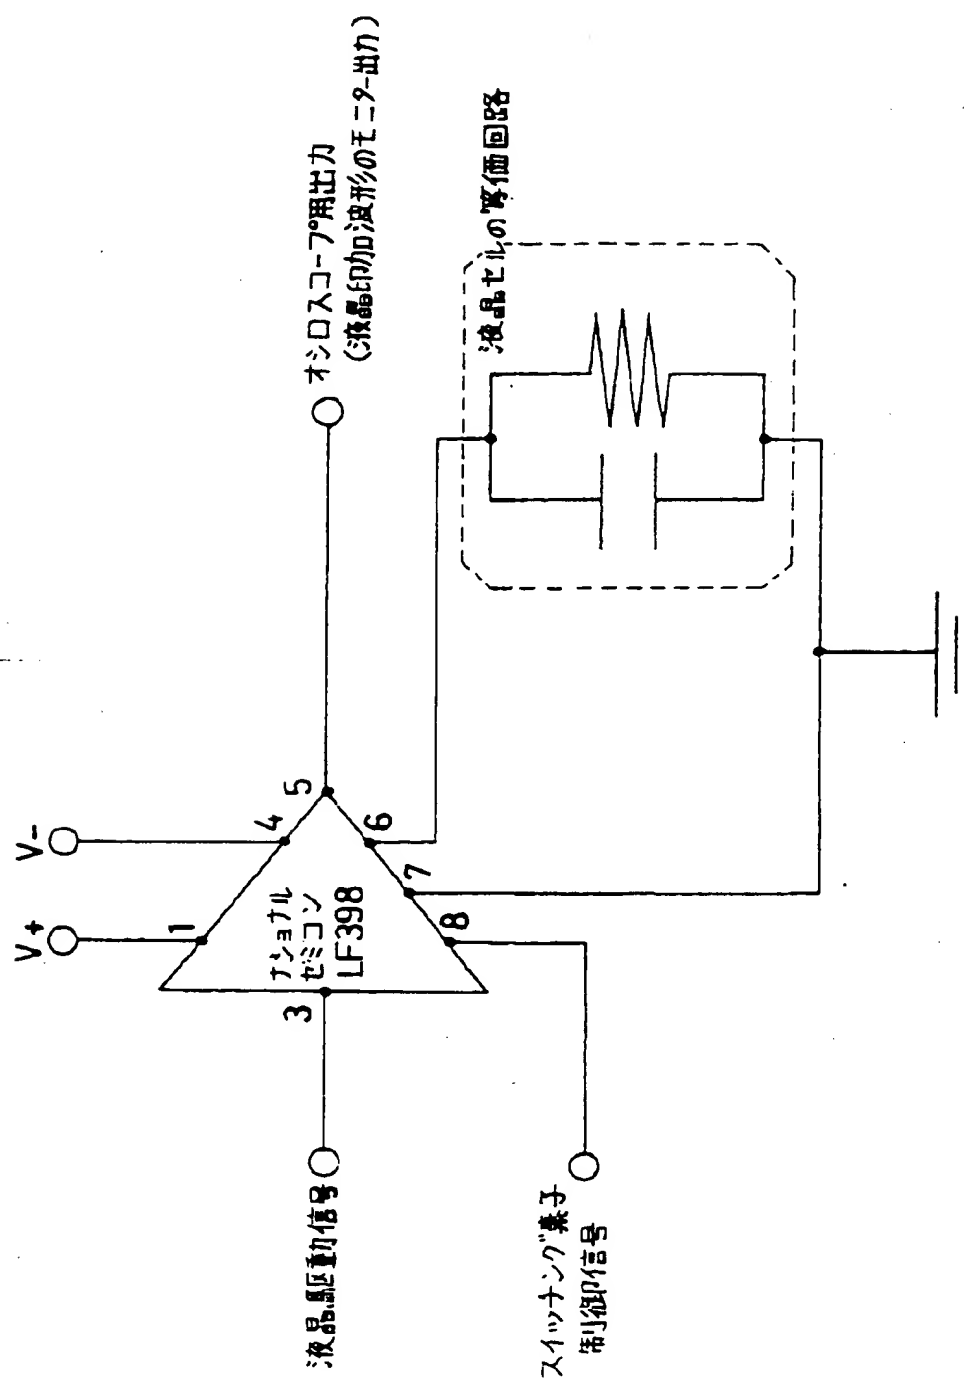 オシロスコープ用出力
(液晶印加波形のモニター出力)
V-
V+
液晶セルの等価回路
4
5
1
6
7
ナショナル
セミコン
LF398
8
3
液晶駆動信号
スイッチング素子
制御信号